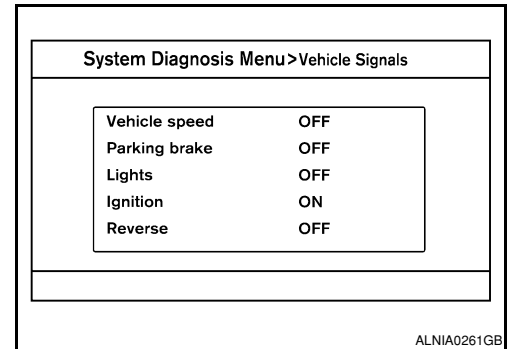 System Diagnosis Menu>Vehicle Signals
Vehicle speed OFF
Parking brake OFF
Lights OFF
Ignition ON
Reverse OFF
ALNIA0261GB